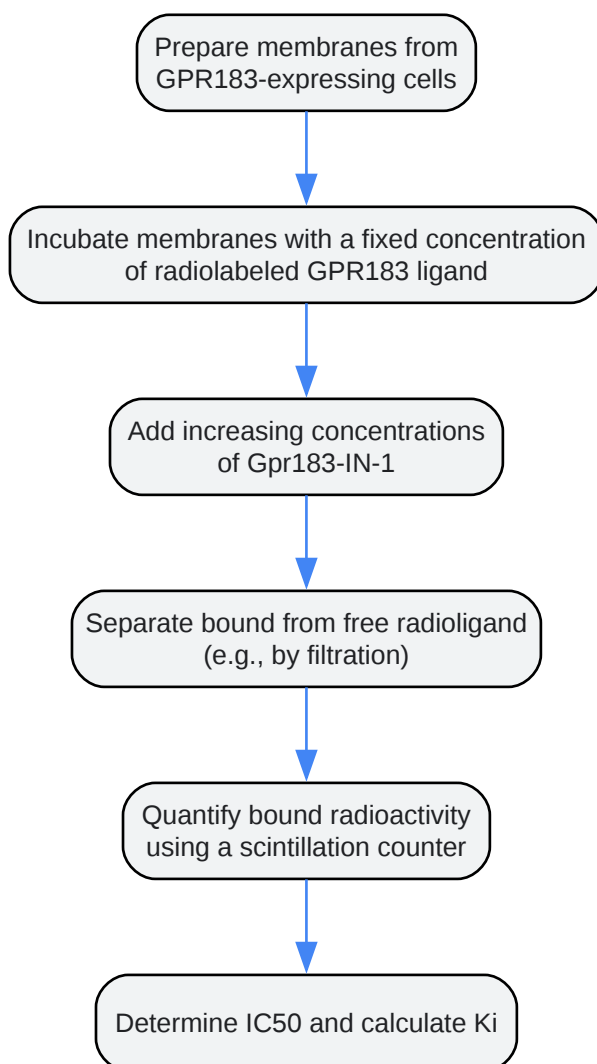 Prepare membranes from
GPR183-expressing cells
Incubate membranes with a fixed concentration
of radiolabeled GPR183 ligand
Add increasing concentrations
of Gpr183-IN-1
Separate bound from free radioligand
(e.g., by filtration)
Quantify bound radioactivity
using a scintillation counter
Determine IC50 and calculate Ki